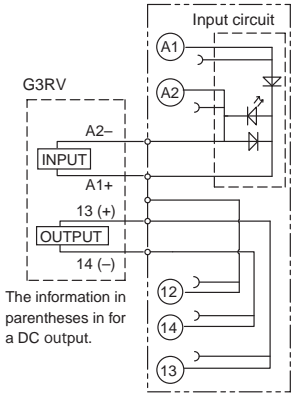 Input circuit
A1
G3RV
A2
A2–
INPUT
A1+
13 (+)
OUTPUT
14 (–)
12
The information in
parentheses in for
14
a DC output.
13